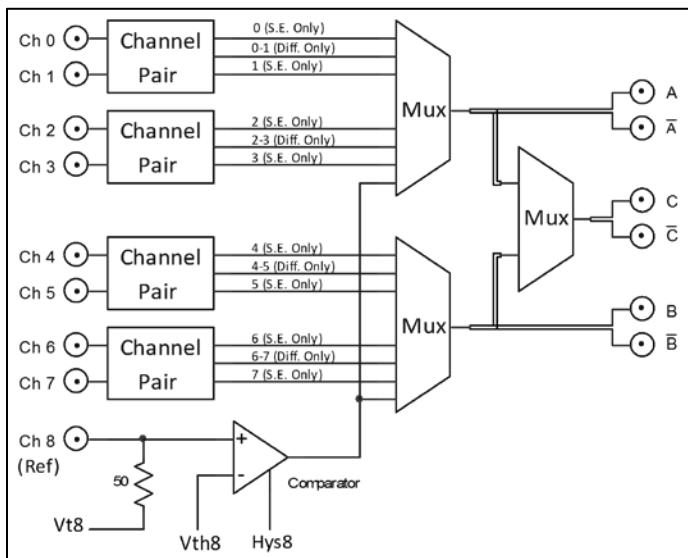 Ch 0
Channel
Pair
0 (S.E. Only)
0-1 (Diff. Only)
1 (S.E. Only)
Ch 1
Mux
A
A̅
Ch 2
Channel
Pair
2 (S.E. Only)
2-3 (Diff. Only)
3 (S.E. Only)
Ch 3
Mux
C
C̅
Ch 4
Channel
Pair
4 (S.E. Only)
4-5 (Diff. Only)
5 (S.E. Only)
Ch 5
Mux
B
B̅
Ch 6
Channel
Pair
6 (S.E. Only)
6-7 (Diff. Only)
7 (S.E. Only)
Ch 7
Ch 8
(Ref)
+
-
Comparator
50
Vt8
Vth8
Hys8